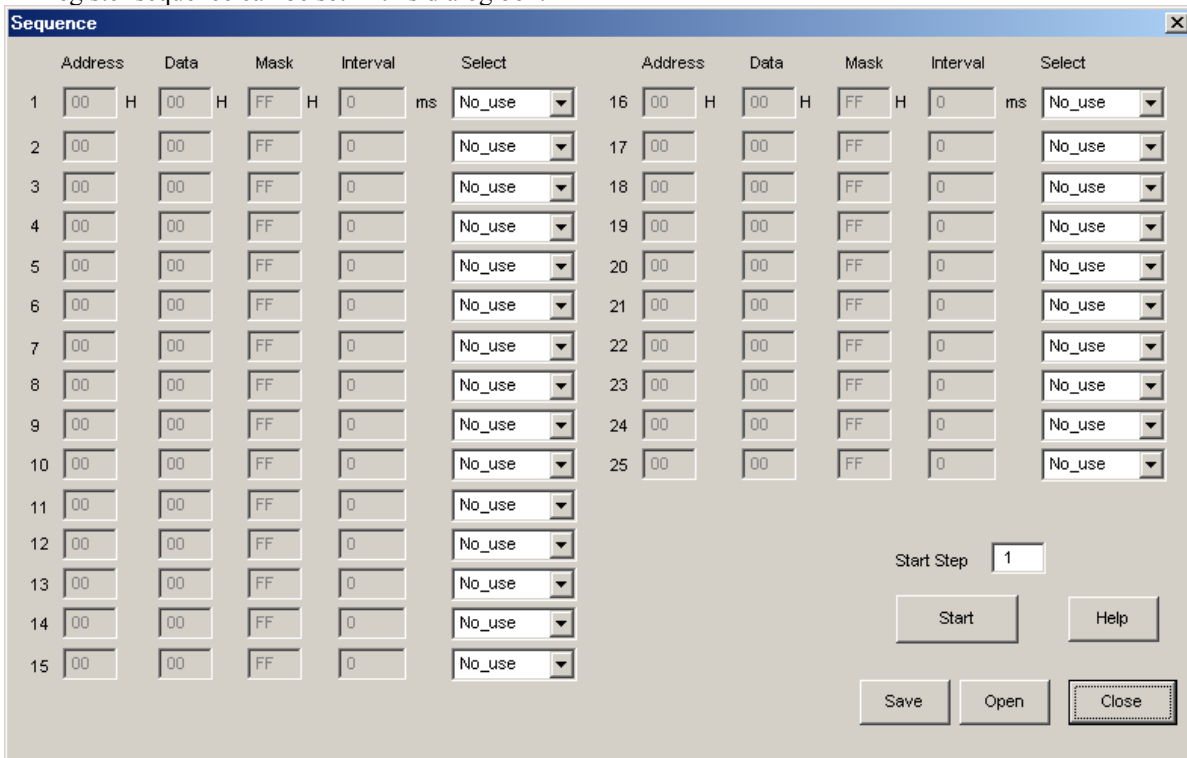 Register sequence can be set in this dialog box.
Sequence
Address Data Mask Interval Select Address Data Mask Interval Select
1 00 H 00 H FF H 0 ms No_use 16 00 H 00 H FF H 0 ms No_use
2 00 00 FF 0 No_use 17 00 00 FF 0 No_use
3 00 00 FF 0 No_use 18 00 00 FF 0 No_use
4 00 00 FF 0 No_use 19 00 00 FF 0 No_use
5 00 00 FF 0 No_use 20 00 00 FF 0 No_use
6 00 00 FF 0 No_use 21 00 00 FF 0 No_use
7 00 00 FF 0 No_use 22 00 00 FF 0 No_use
8 00 00 FF 0 No_use 23 00 00 FF 0 No_use
9 00 00 FF 0 No_use 24 00 00 FF 0 No_use
10 00 00 FF 0 No_use 25 00 00 FF 0 No_use
11 00 00 FF 0 No_use
12 00 00 FF 0 No_use
13 00 00 FF 0 No_use
14 00 00 FF 0 No_use
15 00 00 FF 0 No_use
Start Step 1
Start Help
Save Open Close